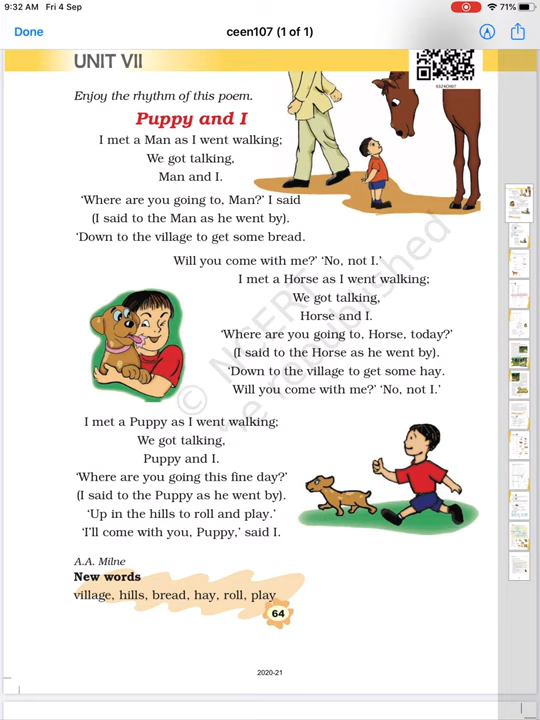 9:32 AM Fri 4 Sep
71%
Done
ceen107 (1 of 1)
UNIT VII
Enjoy the rhythm of this poem.
Puppy and I
I met a Man as I went walking;
We got talking,
Man and I.
‘Where are you going to, Man?’ I said
(I said to the Man as he went by).
‘Down to the village to get some bread.
Will you come with me?’ ‘No, not I.’
I met a Horse as I went walking;
We got talking,
Horse and I.
‘Where are you going to, Horse, today?’
(I said to the Horse as he went by).
‘Down to the village to get some hay.
Will you come with me?’ ‘No, not I.’
I met a Puppy as I went walking;
We got talking,
Puppy and I.
‘Where are you going this fine day?’
(I said to the Puppy as he went by).
‘Up in the hills to roll and play.’
‘I’ll come with you, Puppy,’ said I.
A.A. Milne
New words
village, hills, bread, hay, roll, play
64
2020-21
© NCERT
be republished